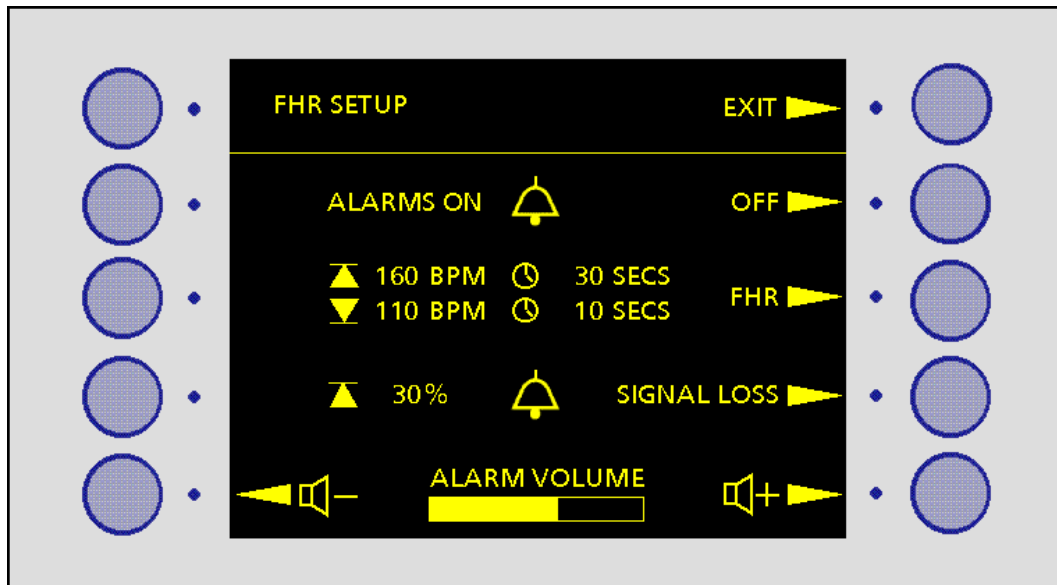 FHR SETUP EXIT
ALARMS ON OFF
160 BPM 30 SECS
110 BPM 10 SECS
FHR
30% SIGNAL LOSS
ALARM VOLUME
- +